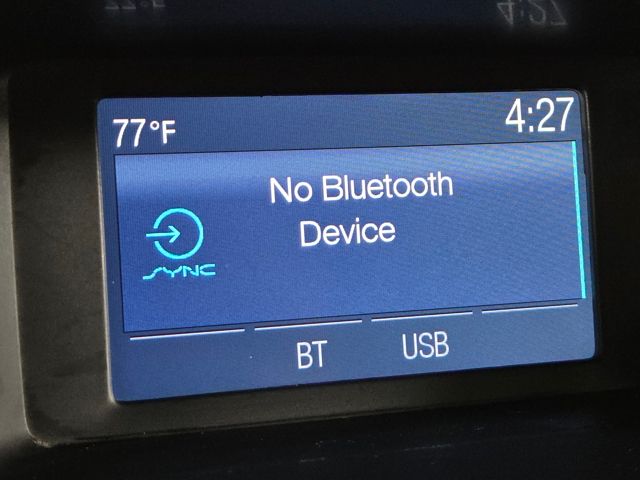 77°F 4:27
No Bluetooth
Device
SYNC
BT USB